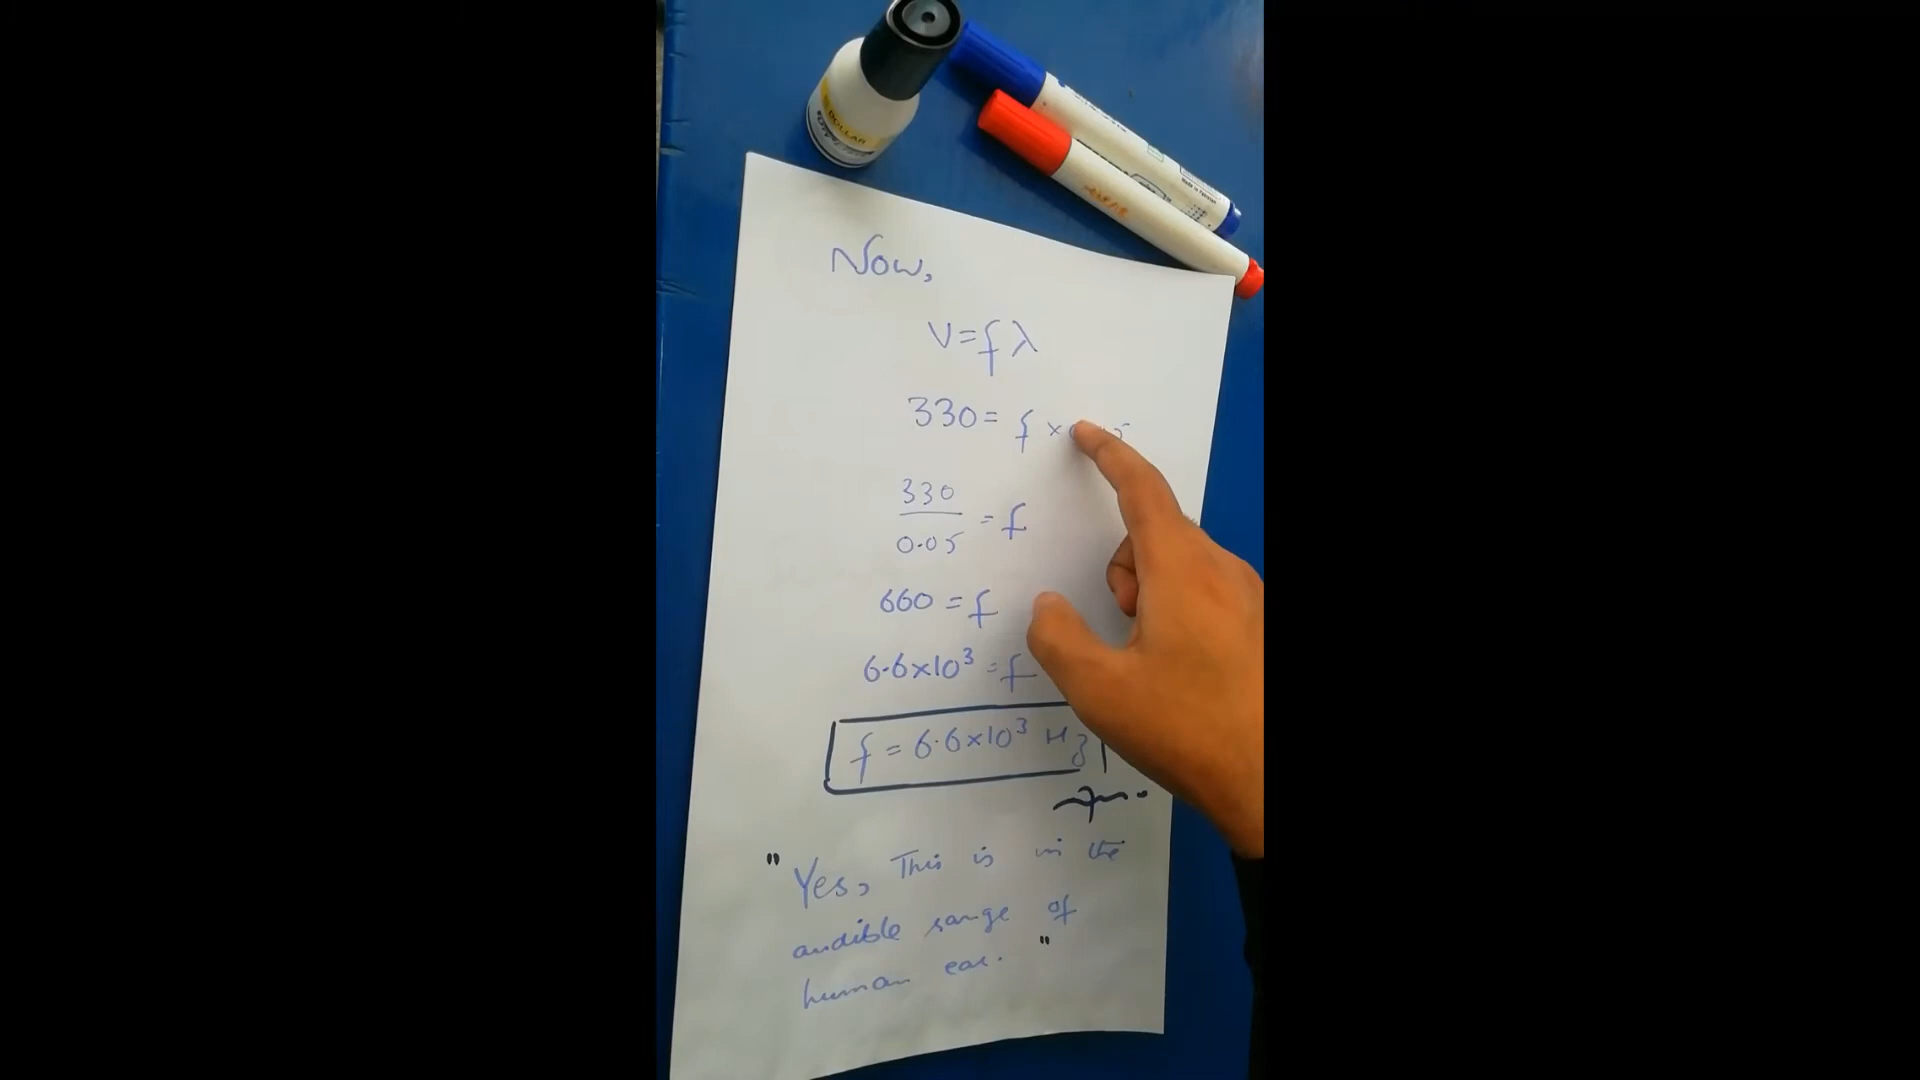 DOLLAR
Now,
v=fλ
330= f ×
330
0.05
=f
660 =f
6.6×10³ =f
f = 6.6×10³ Hz
"Yes, This is in the
audible range of
human ear."